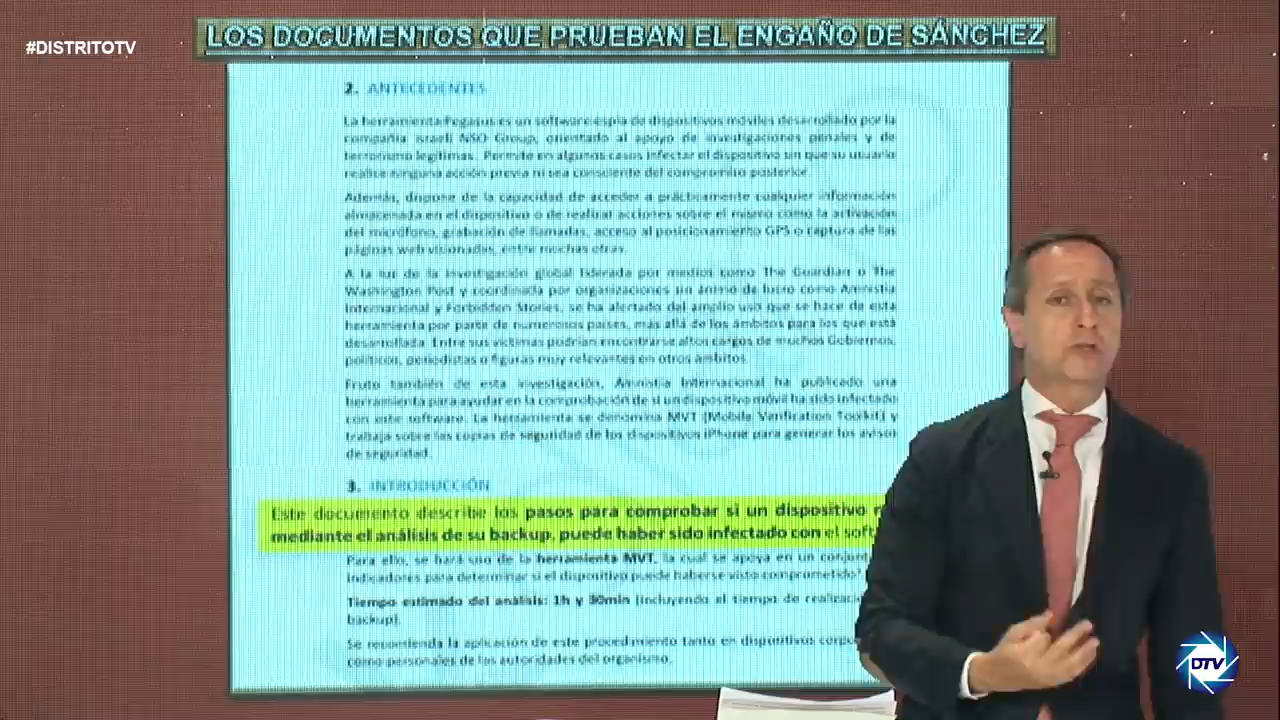 #DISTRITOTV
LOS DOCUMENTOS QUE PRUEBAN EL ENGAÑO DE SÁNCHEZ
2. ANTECEDENTES
La herramienta Pegasus es un software espía de dispositivos móviles desarrollado por la
compañía israelí NSO Group, orientado al apoyo de investigaciones penales y de
terrorismo legítimas. Permite en algunos casos infectar el dispositivo sin que su usuario
realice ninguna acción previa ni sea consciente del compromiso posterior.
Además, dispone de la capacidad de acceder a prácticamente cualquier información
almacenada en el dispositivo o de realizar acciones sobre el mismo como la activación
del micrófono, grabación de llamadas, acceso al posicionamiento GPS o captura de las
páginas web visionadas, entre muchas otras.
A la luz de la investigación global liderada por medios como The Guardian o The
Washington Post y coordinada por organizaciones sin ánimo de lucro como Amnistía
Internacional y Forbidden Stories, se ha alertado del amplio uso que se hace de esta
herramienta por parte de numerosos países, más allá de los ámbitos para los que está
desarrollada. Entre sus víctimas podrían encontrarse altos cargos de muchos Gobiernos,
políticos, periodistas o figuras muy relevantes en otros ámbitos.
Fruto también de esta investigación, Amnistía Internacional ha publicado una
herramienta para ayudar en la comprobación de si un dispositivo móvil ha sido infectado
con este software. La herramienta se denomina MVT (Mobile Verification Toolkit) y
trabaja sobre las copias de seguridad de los dispositivos iPhone para generar los avisos
de seguridad.
3. INTRODUCCIÓN
Este documento describe los pasos para comprobar si un dispositivo
mediante el análisis de su backup, puede haber sido infectado con el soft
Para ello, se hará uso de la herramienta MVT, la cual se apoya en un conjunt
indicadores para determinar si el dispositivo puede haberse visto comprometido
Tiempo estimado del análisis: 1h y 30min (incluyendo el tiempo de realizaci
backup).
Se recomienda la aplicación de este procedimiento tanto en dispositivos corpo
como personales de las autoridades del organismo.
DTV